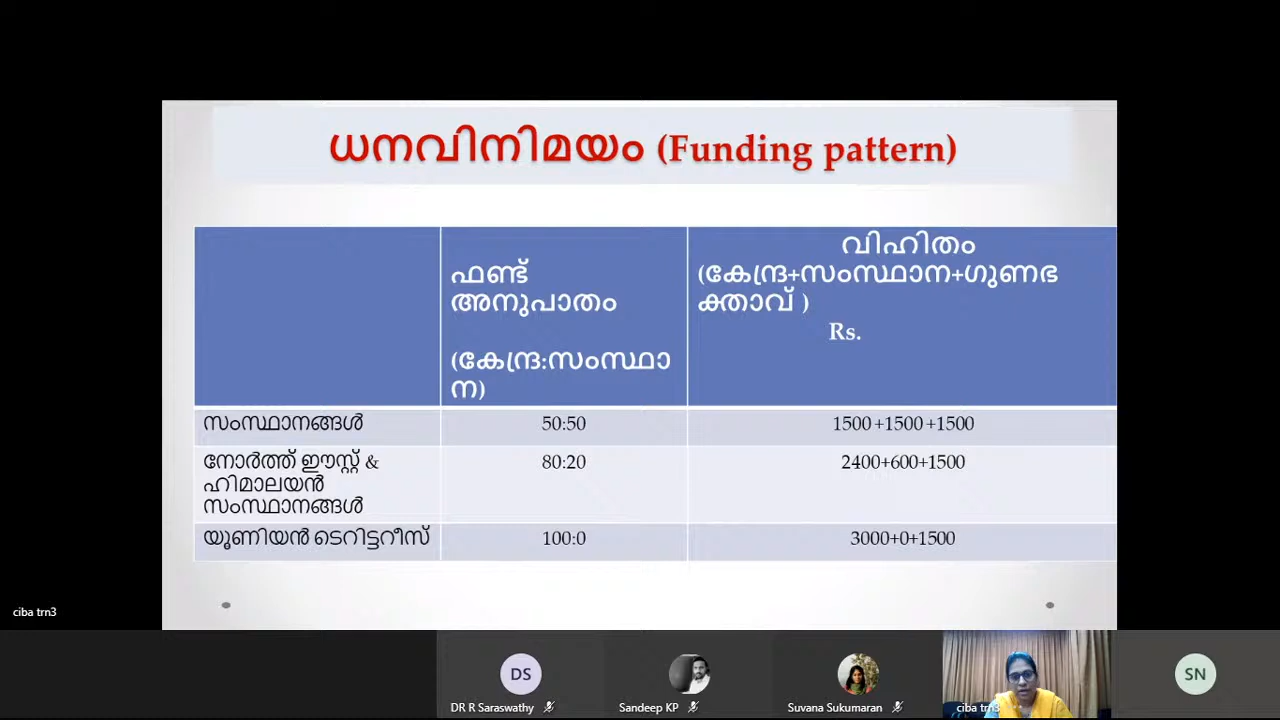 ധനവിനിമയം (Funding pattern)
ഫണ്ട്
അനുപാതം
(കേന്ദ്ര:സംസ്ഥാ
ന)
വിഹിതം
(കേന്ദ്ര+സംസ്ഥാന+ഗുണഭ
ക്താവ് )
Rs.
സംസ്ഥാനങ്ങൾ
50:50
1500 +1500 +1500
നോർത്ത് ഈസ്റ്റ് &
ഹിമാലയൻ
സംസ്ഥാനങ്ങൾ
80:20
2400+600+1500
യൂണിയൻ ടെറിട്ടറീസ്
100:0
3000+0+1500
ciba trn3
DS
DR R Saraswathy
Sandeep KP
Suvana Sukumaran
ciba trn3
SN